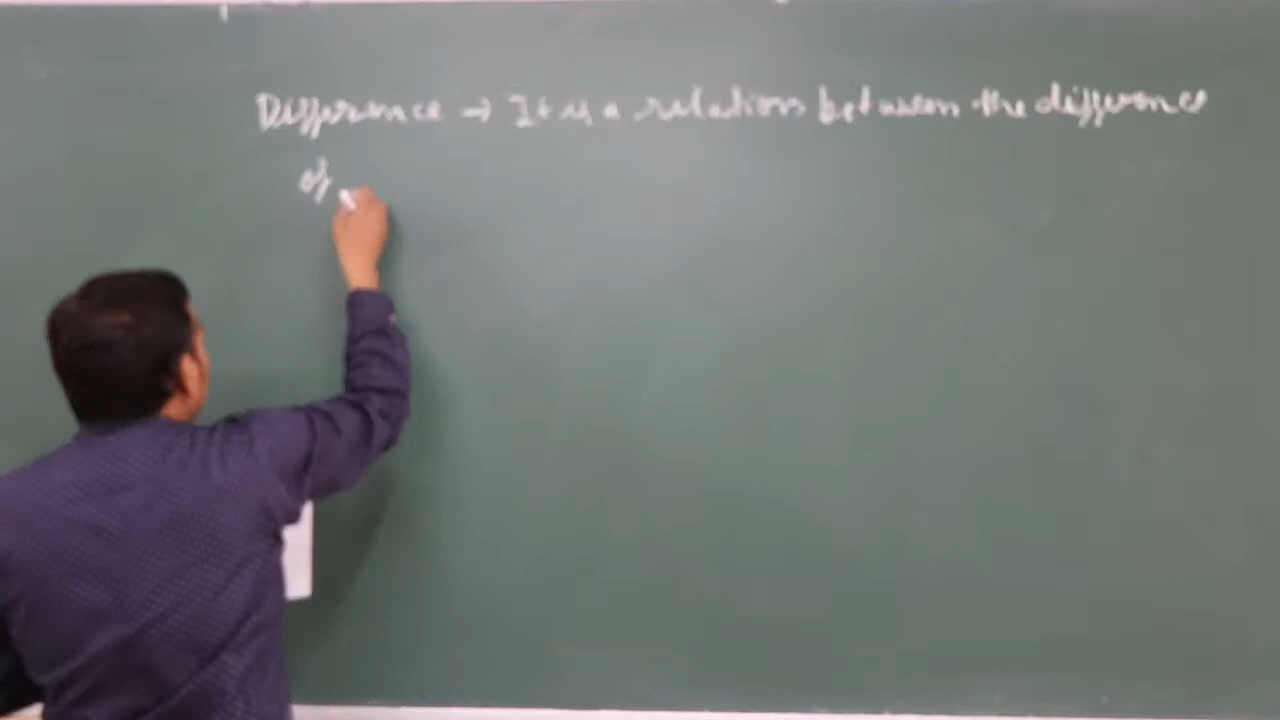 Difference → It is a relation between the difference
of